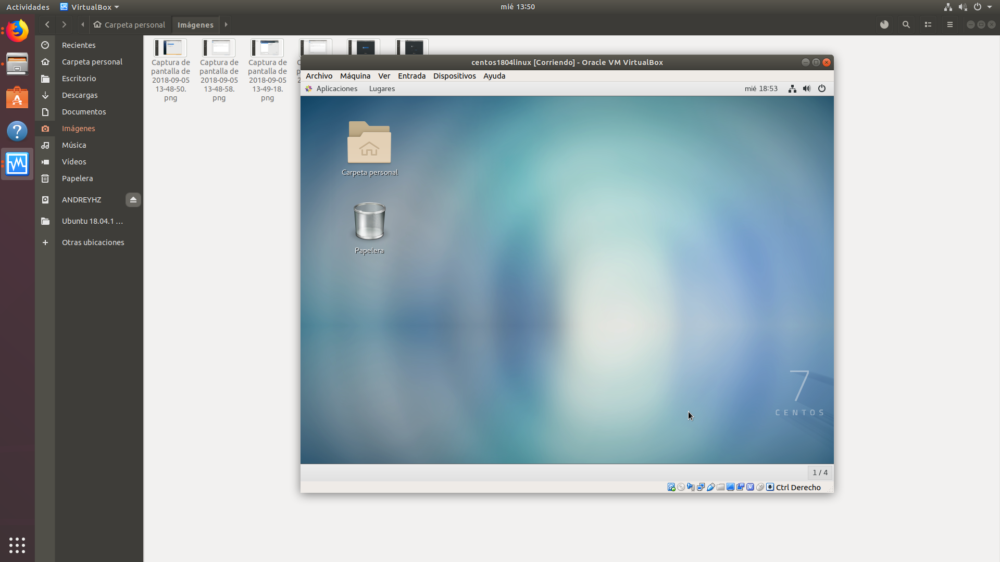 Actividades VirtualBox mié 13:50
Carpeta personal Imágenes
Recientes
Carpeta personal
Escritorio
Descargas
Documentos
Imágenes
Música
Vídeos
Papelera
ANDREYHZ
Ubuntu 18.04.1 ...
Otras ubicaciones
Captura de
pantalla de
2018-09-05
13-48-50.
png
Captura de
pantalla de
2018-09-05
13-48-58.
png
Captura de
pantalla de
2018-09-05
13-49-18.
png
centos1804linux [Corriendo] - Oracle VM VirtualBox
Archivo Máquina Ver Entrada Dispositivos Ayuda
Aplicaciones Lugares mié 18:53
Carpeta personal
Papelera
7
CENTOS
1 / 4
Ctrl Derecho